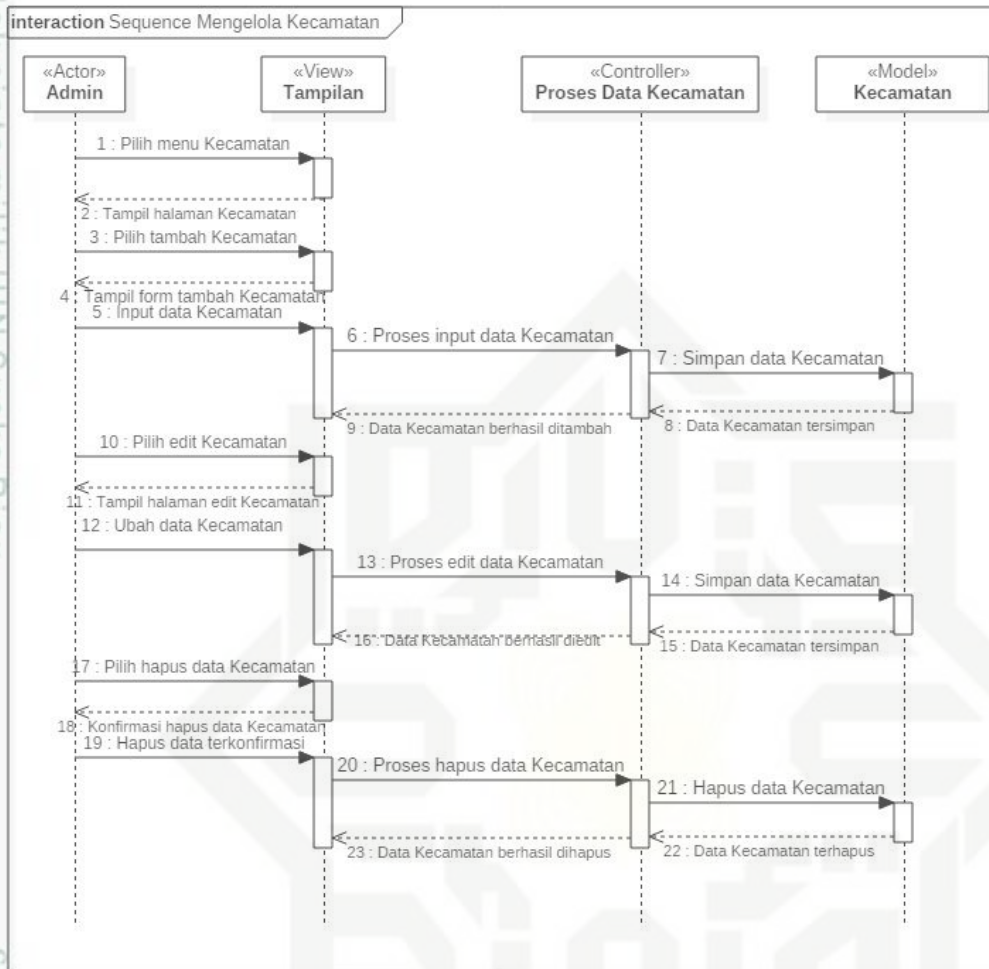 interaction Sequence Mengelola Kecamatan
«Actor»
Admin
«View»
Tampilan
«Controller»
Proses Data Kecamatan
«Model»
Kecamatan
1 : Pilih menu Kecamatan
2 : Tampil halaman Kecamatan
3 : Pilih tambah Kecamatan
4 : Tampil form tambah Kecamatan
5 : Input data Kecamatan
6 : Proses input data Kecamatan
7 : Simpan data Kecamatan
8 : Data Kecamatan tersimpan
9 : Data Kecamatan berhasil ditambah
10 : Pilih edit Kecamatan
11 : Tampil halaman edit Kecamatan
12 : Ubah data Kecamatan
13 : Proses edit data Kecamatan
14 : Simpan data Kecamatan
15 : Data Kecamatan tersimpan
16 : Data Kecamatan berhasil diedit
17 : Pilih hapus data Kecamatan
18 : Konfirmasi hapus data Kecamatan
19 : Hapus data terkonfirmasi
20 : Proses hapus data Kecamatan
21 : Hapus data Kecamatan
22 : Data Kecamatan terhapus
23 : Data Kecamatan berhasil dihapus